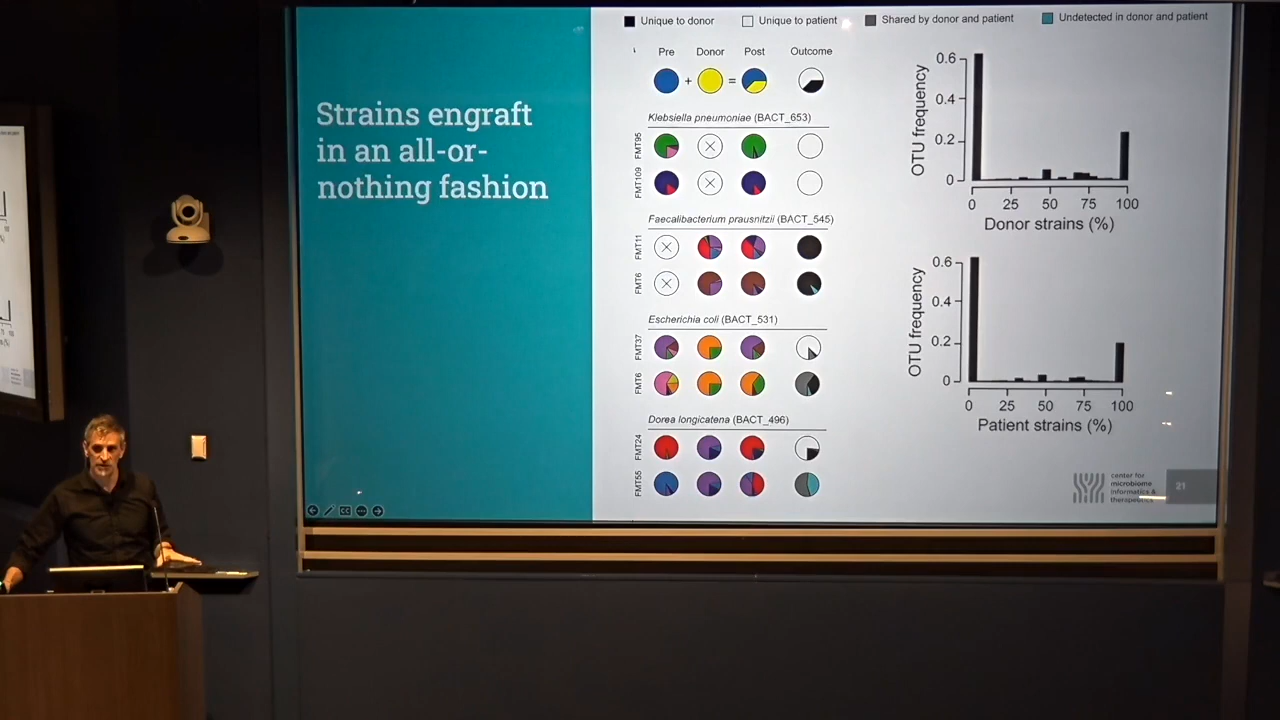 Strains engraft
in an all-or-
nothing fashion
Unique to donor
Unique to patient
Shared by donor and patient
Undetected in donor and patient
Pre
Donor
Post
Outcome
+
=
Klebsiella pneumoniae (BACT_653)
FMT95
FMT109
Faecalibacterium prausnitzii (BACT_545)
FMT11
FMT6
Escherichia coli (BACT_531)
FMT37
FMT6
Dorea longicatena (BACT_496)
FMT24
FMT55
OTU frequency
0.6
0.4
0.2
0
0 25 50 75 100
Donor strains (%)
OTU frequency
0.6
0.4
0.2
0
0 25 50 75 100
Patient strains (%)
center for
microbiome
informatics &
therapeutics
21
CC